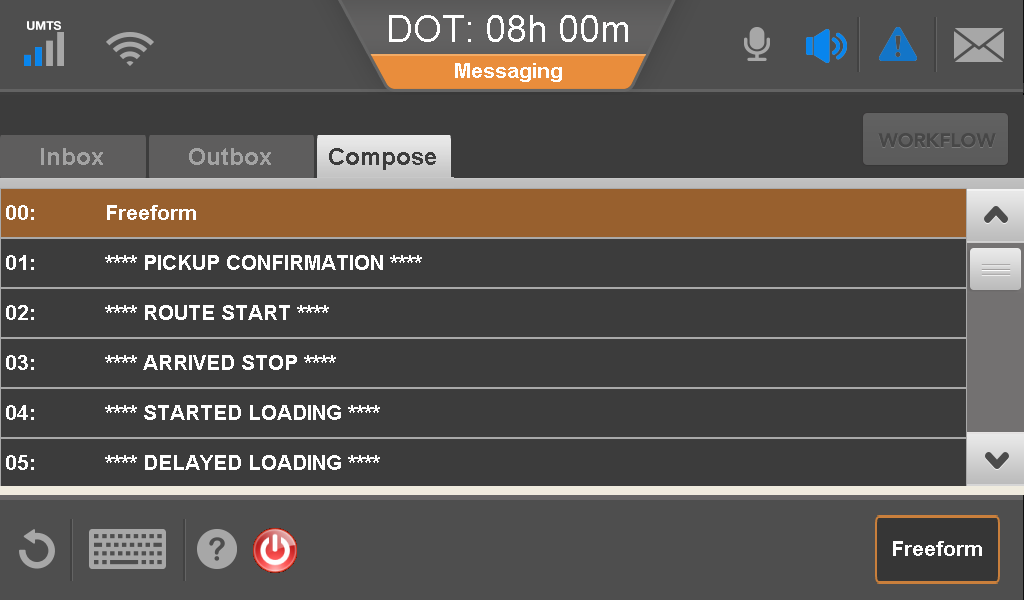 UMTS
DOT: 08h 00m
Messaging
Inbox
Outbox
Compose
WORKFLOW
00: Freeform
01: **** PICKUP CONFIRMATION ****
02: **** ROUTE START ****
03: **** ARRIVED STOP ****
04: **** STARTED LOADING ****
05: **** DELAYED LOADING ****
?
Freeform